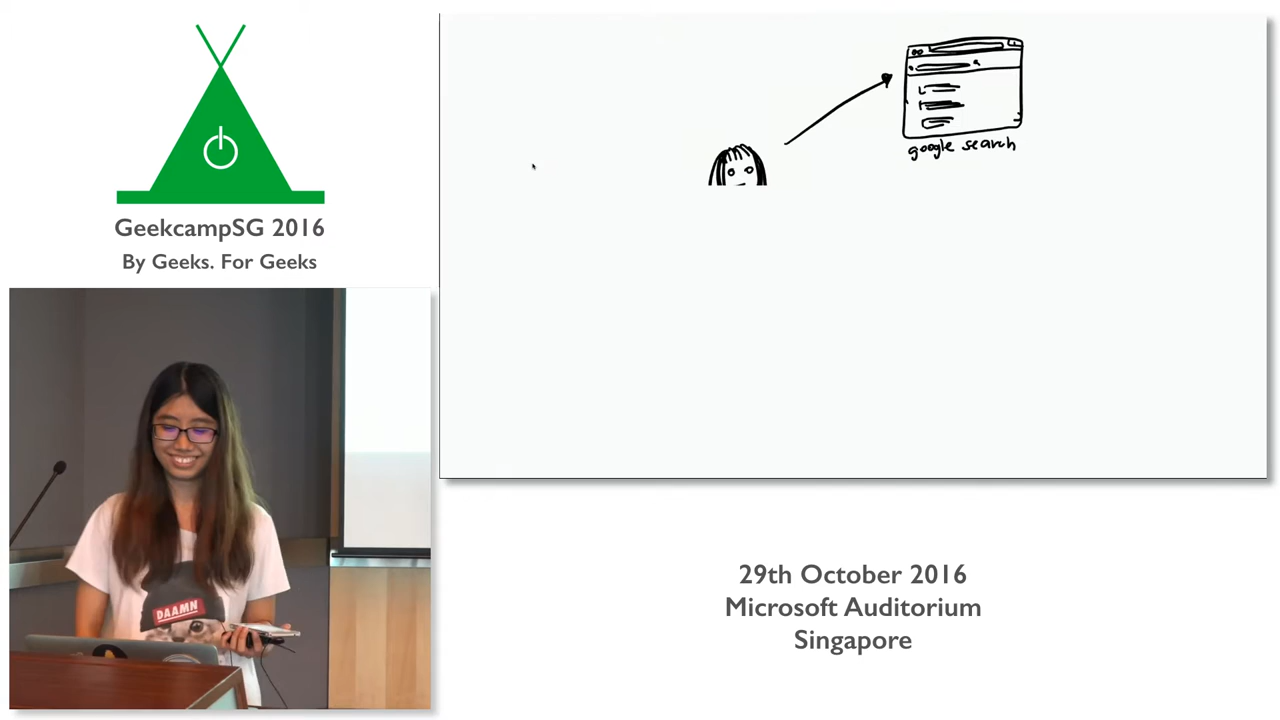 GeekcampSG 2016
By Geeks. For Geeks
google search
DAAMN
29th October 2016
Microsoft Auditorium
Singapore